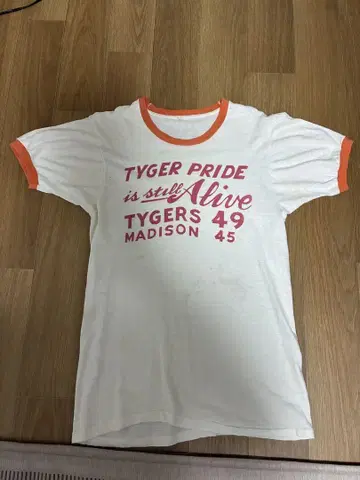 TYGER PRIDE
is still Alive
TYGERS 49
MADISON 45